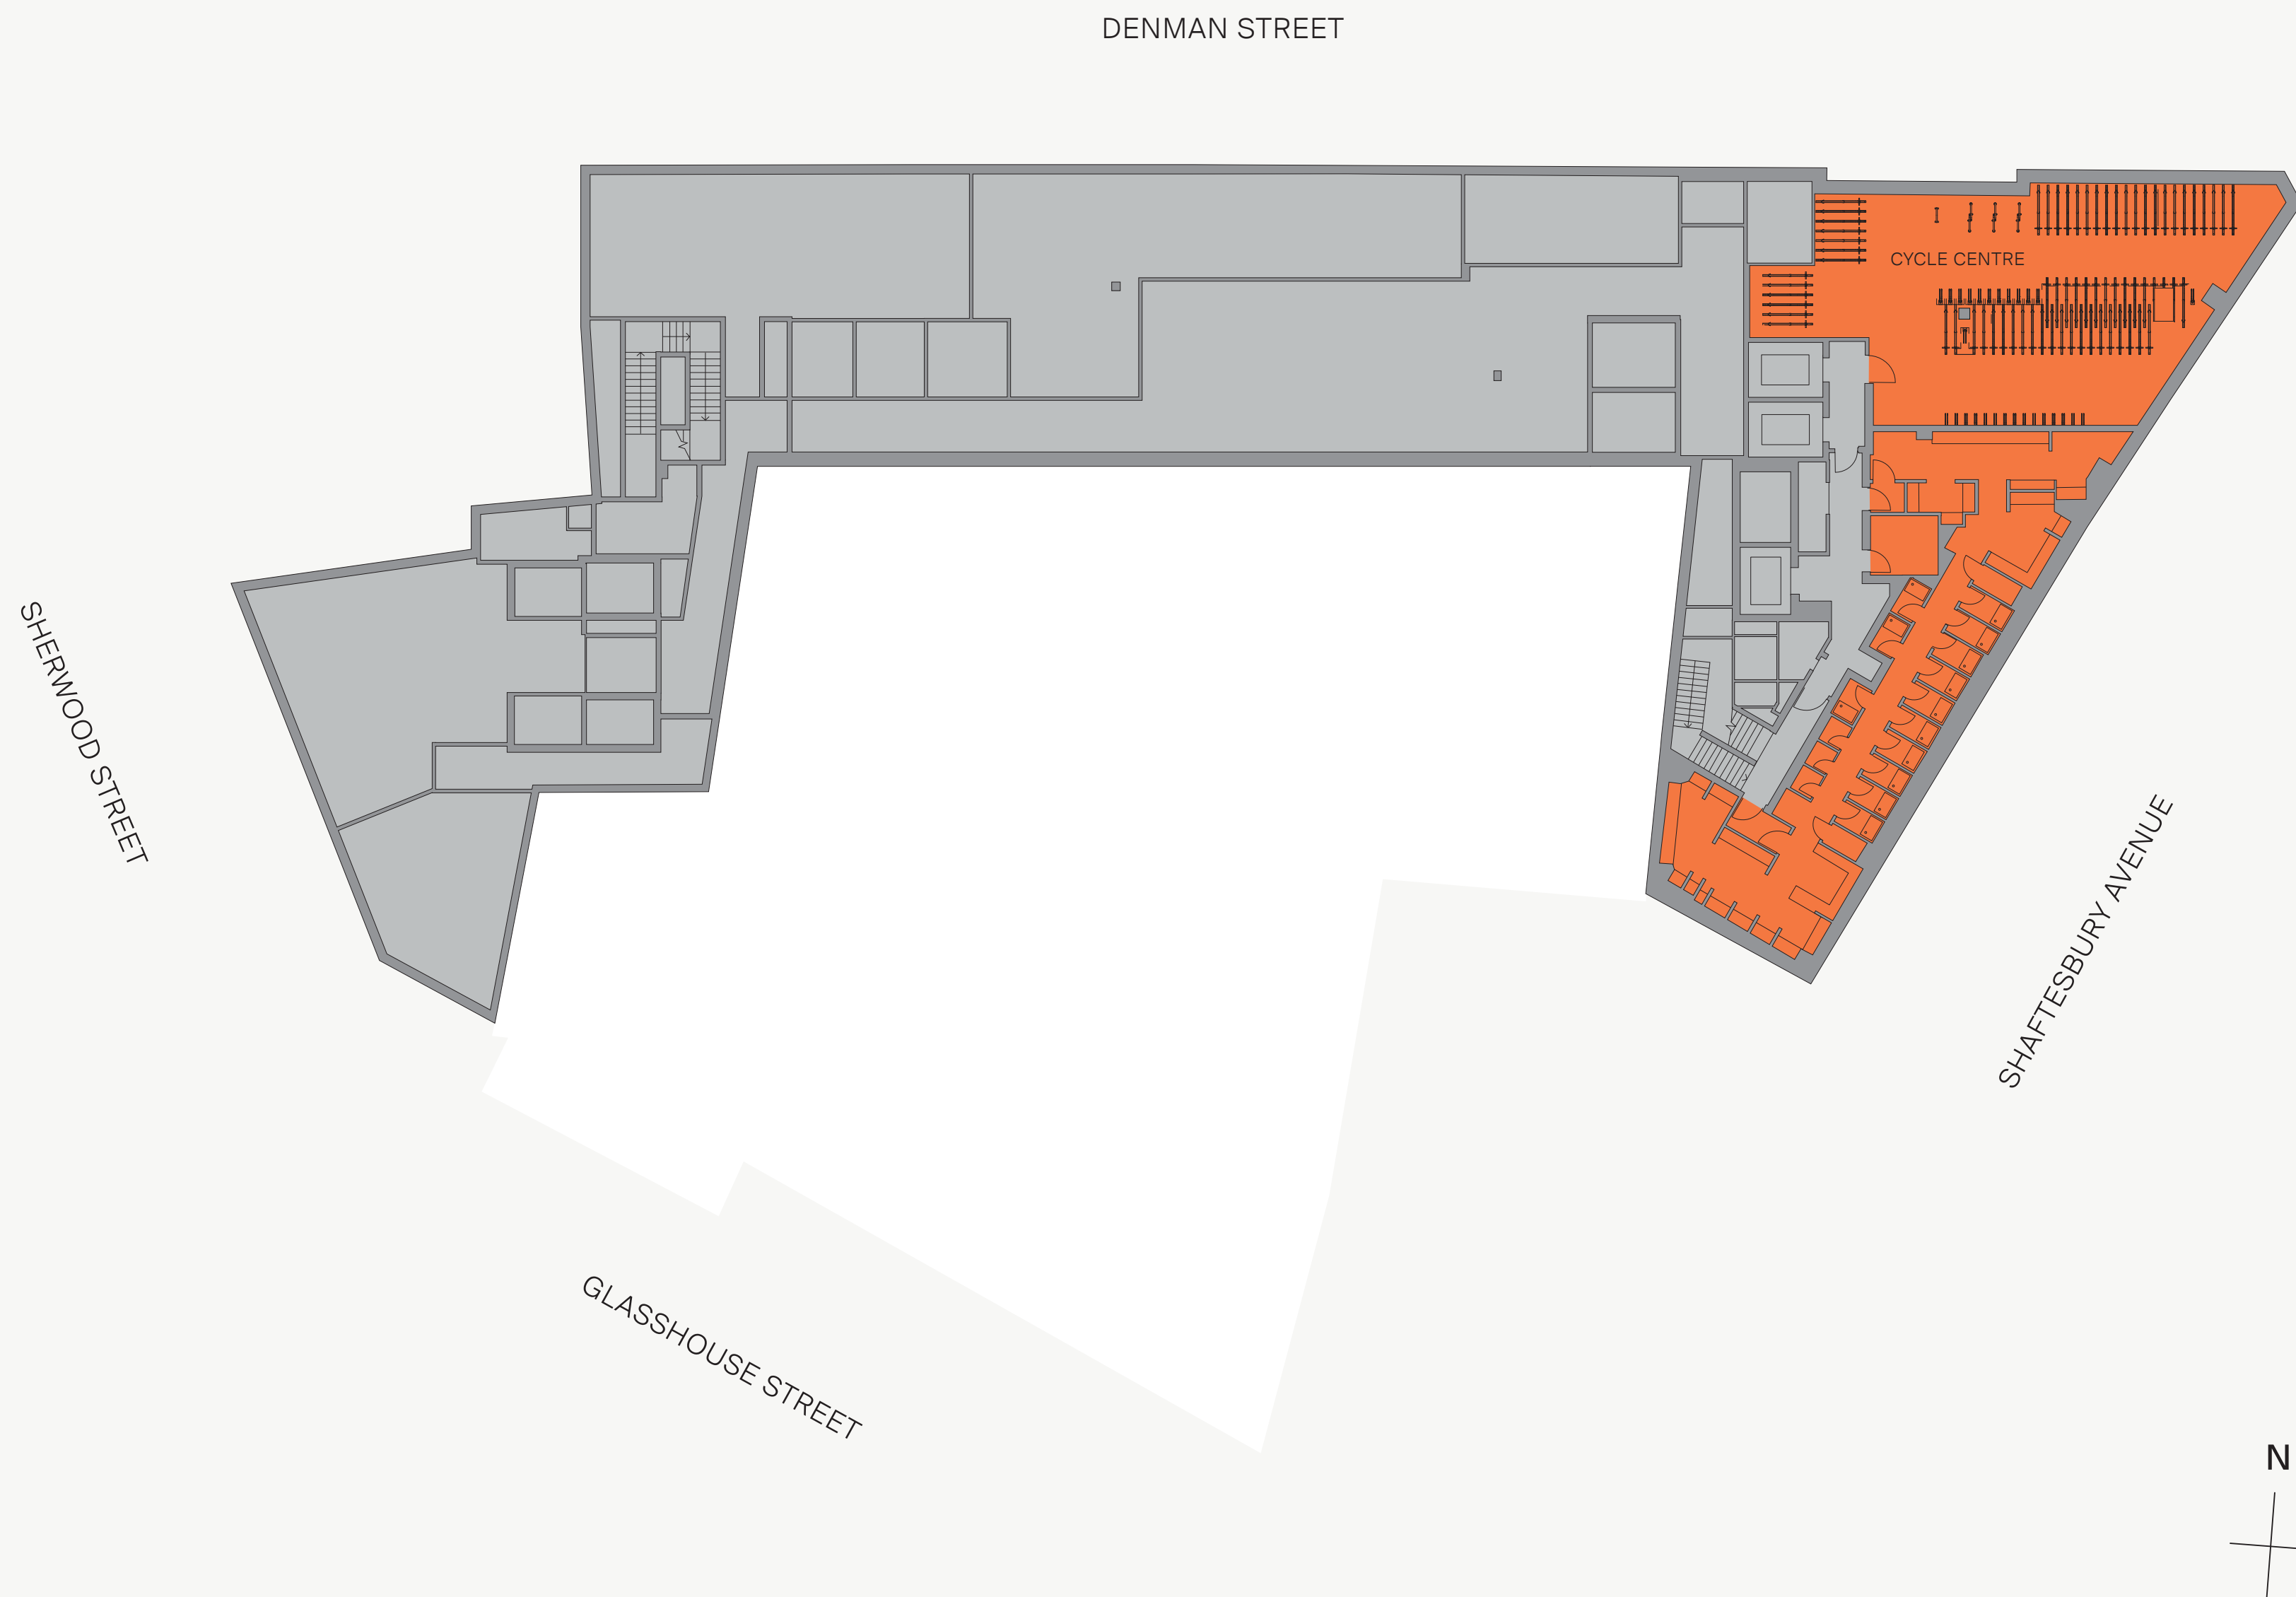 DENMAN STREET
CYCLE CENTRE
SHERWOOD STREET
SHAFTESBURY AVENUE
GLASSHOUSE STREET
N